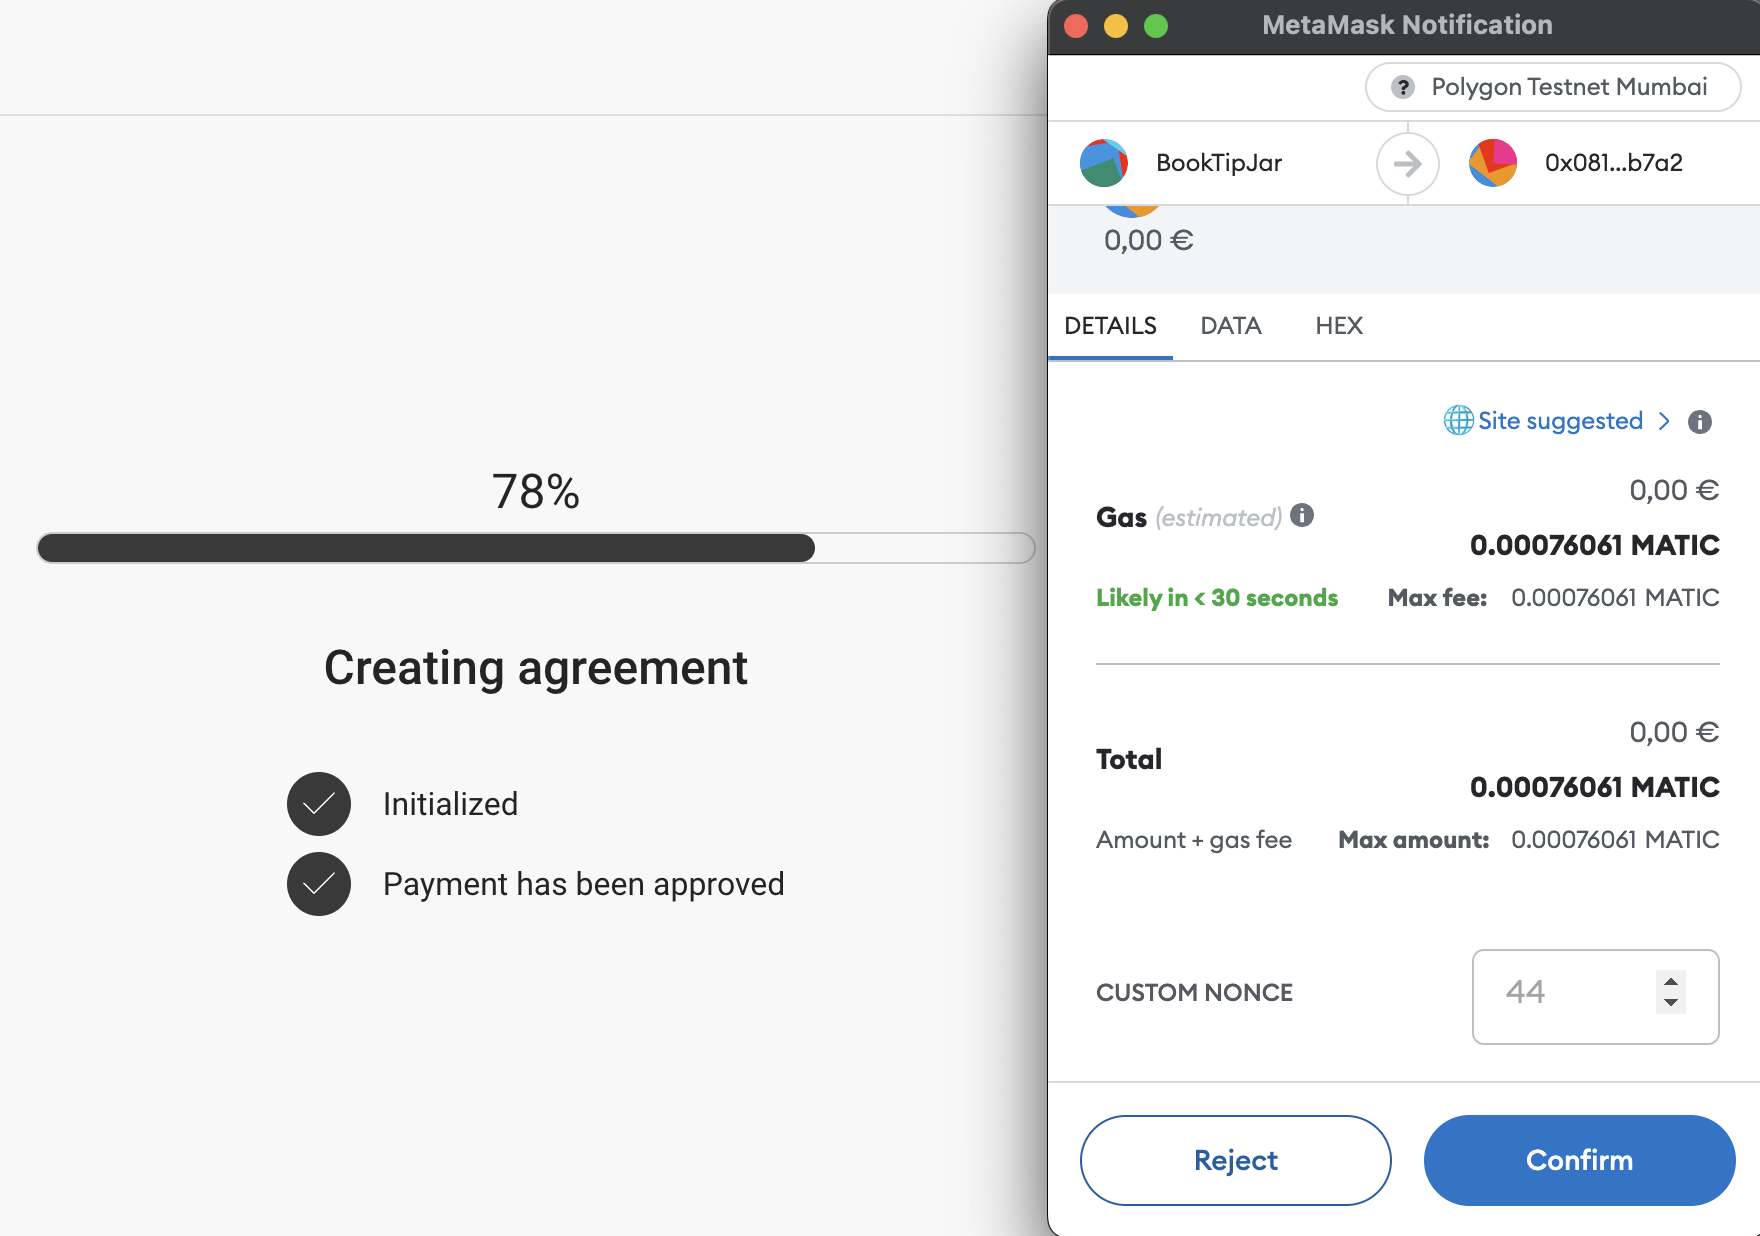 78%
Creating agreement
Initialized
Payment has been approved
MetaMask Notification
? Polygon Testnet Mumbai
BookTipJar
0x081...b7a2
0,00 €
DETAILS DATA HEX
Site suggested
0,00 €
Gas (estimated)
0.00076061 MATIC
Likely in < 30 seconds Max fee: 0.00076061 MATIC
0,00 €
Total
0.00076061 MATIC
Amount + gas fee Max amount: 0.00076061 MATIC
CUSTOM NONCE 44
Reject Confirm